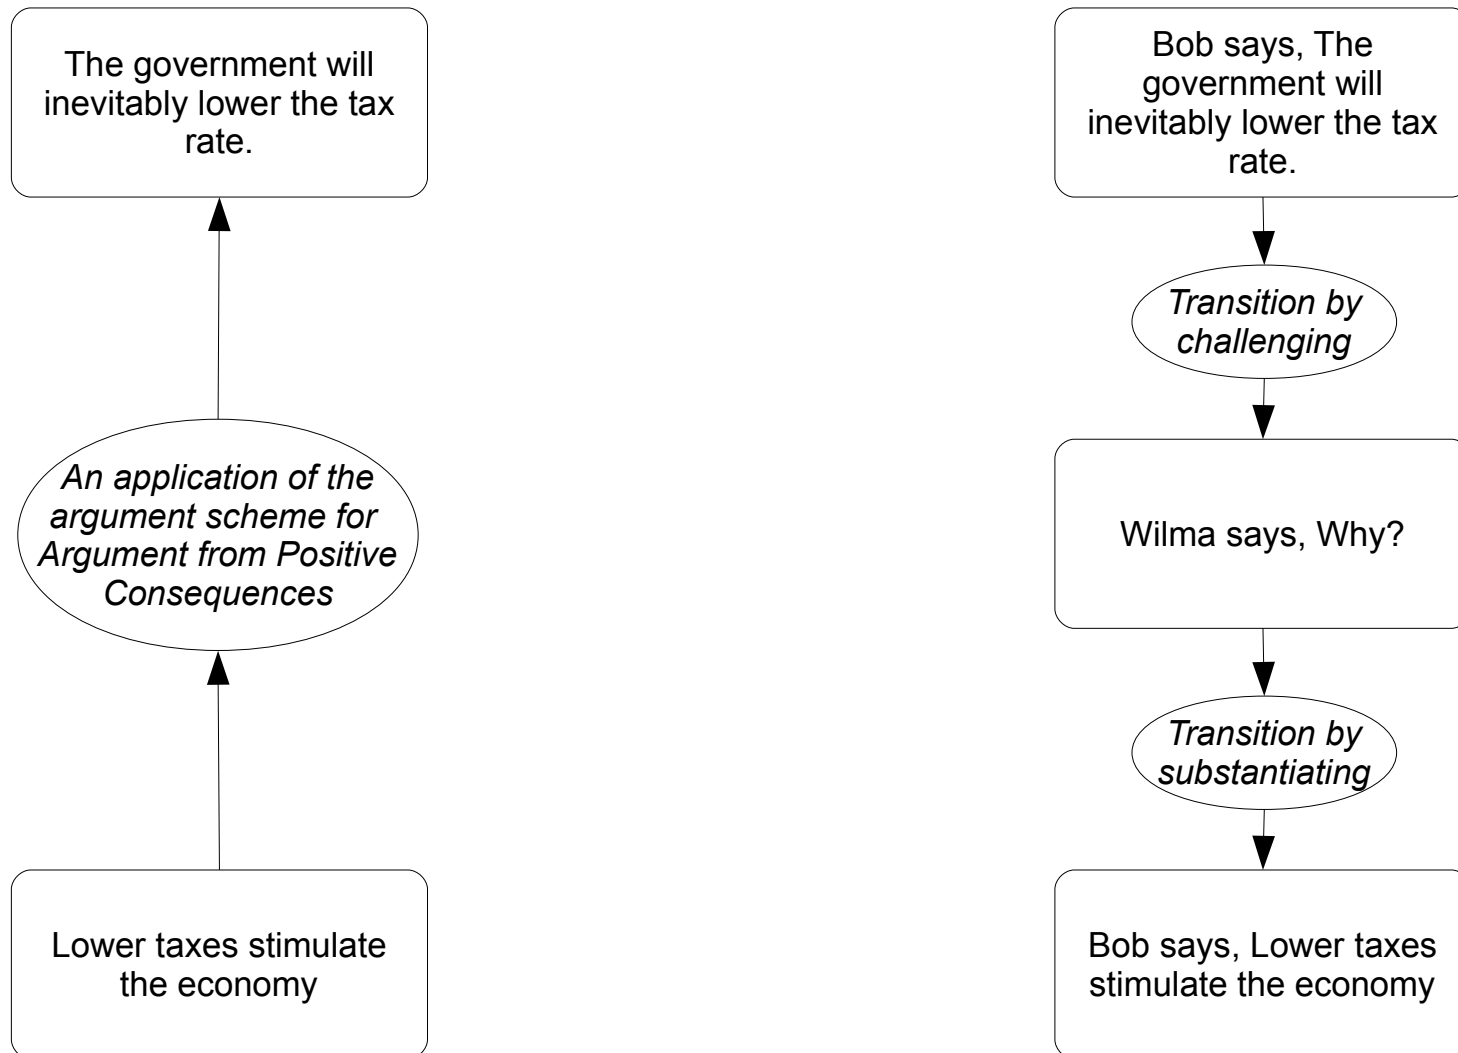 The government will
inevitably lower the tax
rate.
An application of the
argument scheme for
Argument from Positive
Consequences
Lower taxes stimulate
the economy
Bob says, The
government will
inevitably lower the tax
rate.
Transition by
challenging
Wilma says, Why?
Transition by
substantiating
Bob says, Lower taxes
stimulate the economy